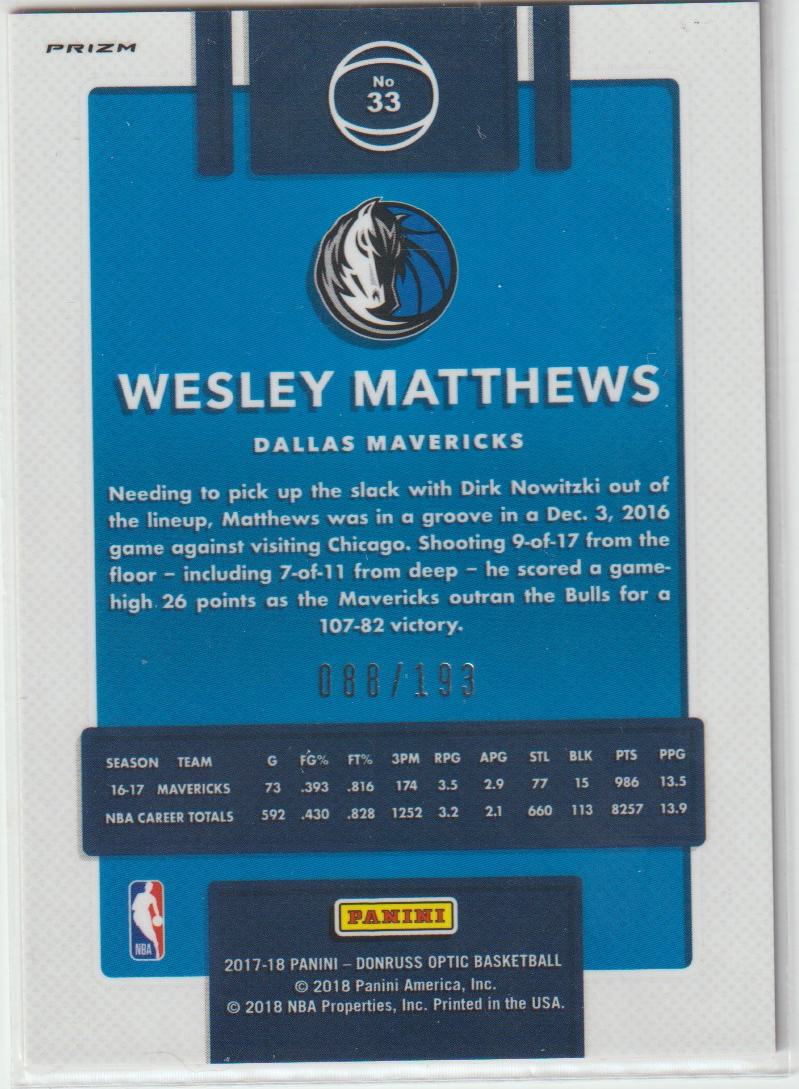 PRIZM
No
33
WESLEY MATTHEWS
DALLAS MAVERICKS
Needing to pick up the slack with Dirk Nowitzki out of
the lineup, Matthews was in a groove in a Dec. 3, 2016
game against visiting Chicago. Shooting 9-of-17 from the
floor – including 7-of-11 from deep – he scored a game-
high 26 points as the Mavericks outran the Bulls for a
107-82 victory.
088/193
SEASON TEAM G FG% FT% 3PM RPG APG STL BLK PTS PPG
16-17 MAVERICKS 73 .393 .816 174 3.5 2.9 77 15 986 13.5
NBA CAREER TOTALS 592 .430 .828 1252 3.2 2.1 660 113 8257 13.9
NBA
PANINI
2017-18 PANINI – DONRUSS OPTIC BASKETBALL
© 2018 Panini America, Inc.
© 2018 NBA Properties, Inc. Printed in the USA.